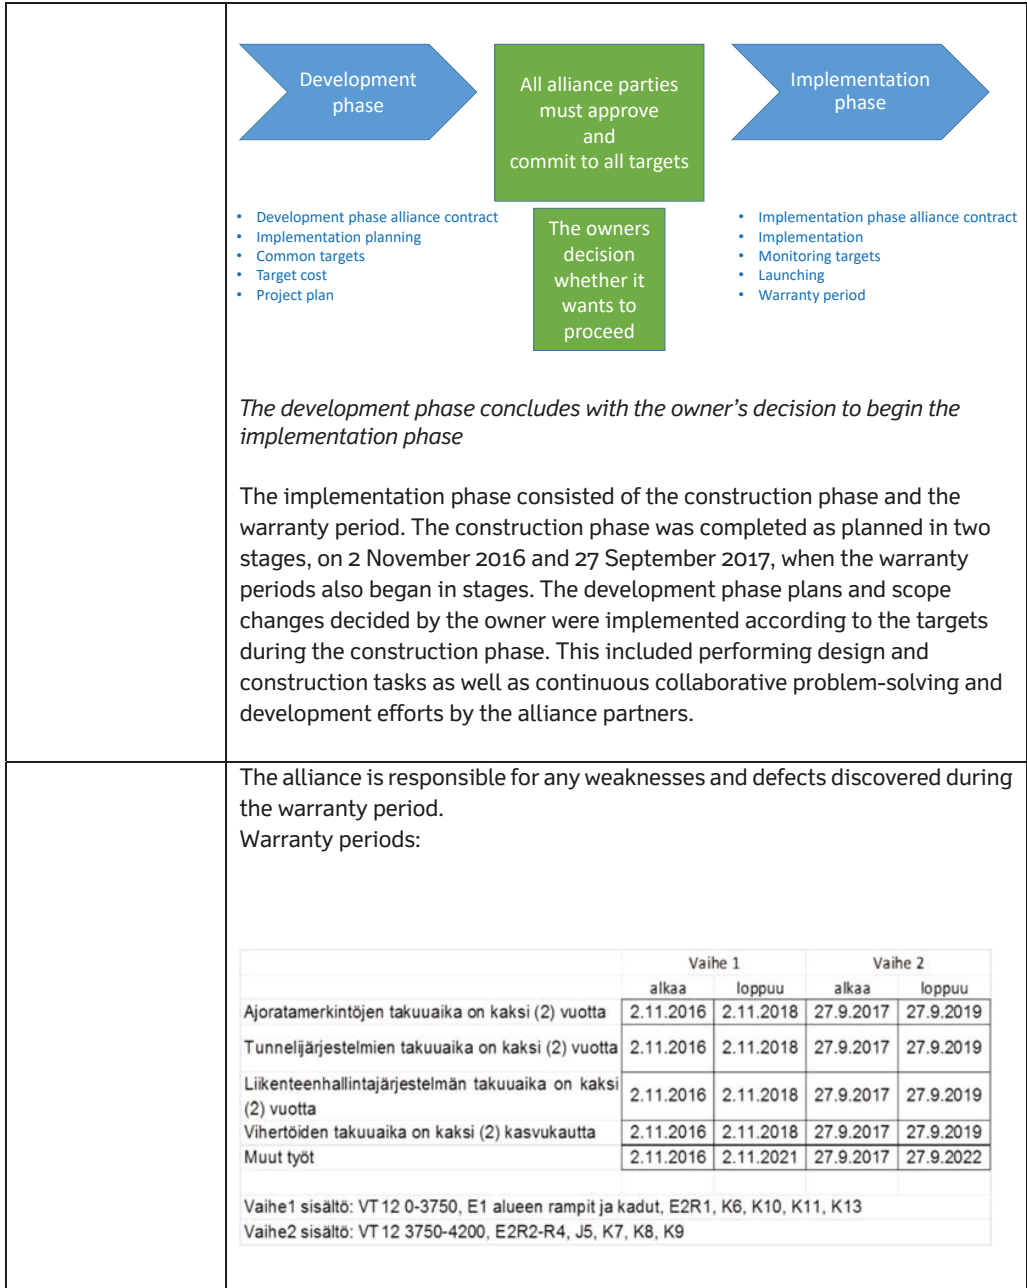 Development
phase
All alliance parties
must approve
and
commit to all targets
Implementation
phase
• Development phase alliance contract
• Implementation planning
• Common targets
• Target cost
• Project plan
The owners
decision
whether it
wants to
proceed
• Implementation phase alliance contract
• Implementation
• Monitoring targets
• Launching
• Warranty period
The development phase concludes with the owner's decision to begin the
implementation phase
The implementation phase consisted of the construction phase and the
warranty period. The construction phase was completed as planned in two
stages, on 2 November 2016 and 27 September 2017, when the warranty
periods also began in stages. The development phase plans and scope
changes decided by the owner were implemented according to the targets
during the construction phase. This included performing design and
construction tasks as well as continuous collaborative problem-solving and
development efforts by the alliance partners.
The alliance is responsible for any weaknesses and defects discovered during
the warranty period.
Warranty periods:
Vaihe 1 Vaihe 2
alkaa loppuu alkaa loppuu
Ajoratamerkintöjen takuuaika on kaksi (2) vuotta 2.11.2016 2.11.2018 27.9.2017 27.9.2019
Tunnelijärjestelmien takuuaika on kaksi (2) vuotta 2.11.2016 2.11.2018 27.9.2017 27.9.2019
Liikenteenhallintajärjestelmän takuuaika on kaksi
(2) vuotta 2.11.2016 2.11.2018 27.9.2017 27.9.2019
Vihertöiden takuuaika on kaksi (2) kasvukautta 2.11.2016 2.11.2018 27.9.2017 27.9.2019
Muut työt 2.11.2016 2.11.2021 27.9.2017 27.9.2022
Vaihe1 sisältö: VT 12 0-3750, E1 alueen rampit ja kadut, E2R1, K6, K10, K11, K13
Vaihe2 sisältö: VT 12 3750-4200, E2R2-R4, J5, K7, K8, K9